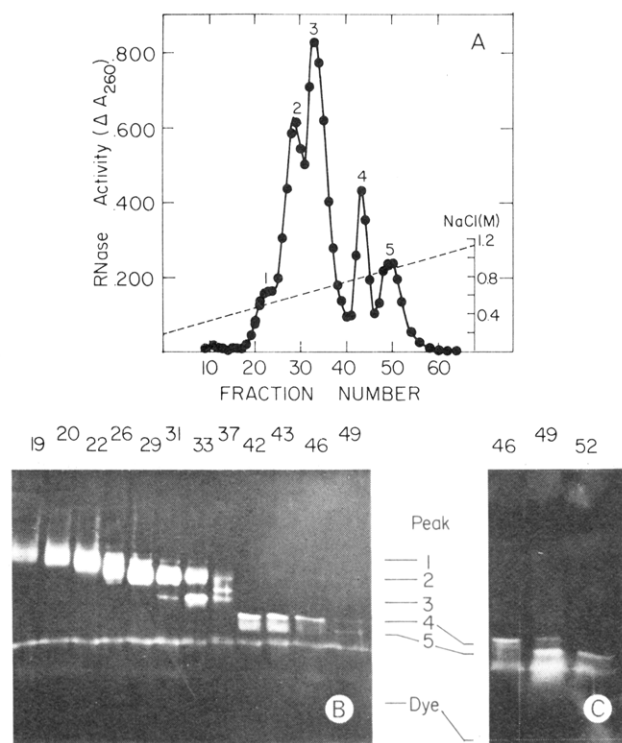 A
RNase Activity (Δ A260)
800
.600
.400
.200
1
2
3
4
5
NaCl(M)
1.2
0.8
0.4
10 20 30 40 50 60
FRACTION NUMBER
19 20 22 26 29 31 33 37 42 43 46 49
46 49 52
Peak
1
2
3
4
5
Dye
B
C